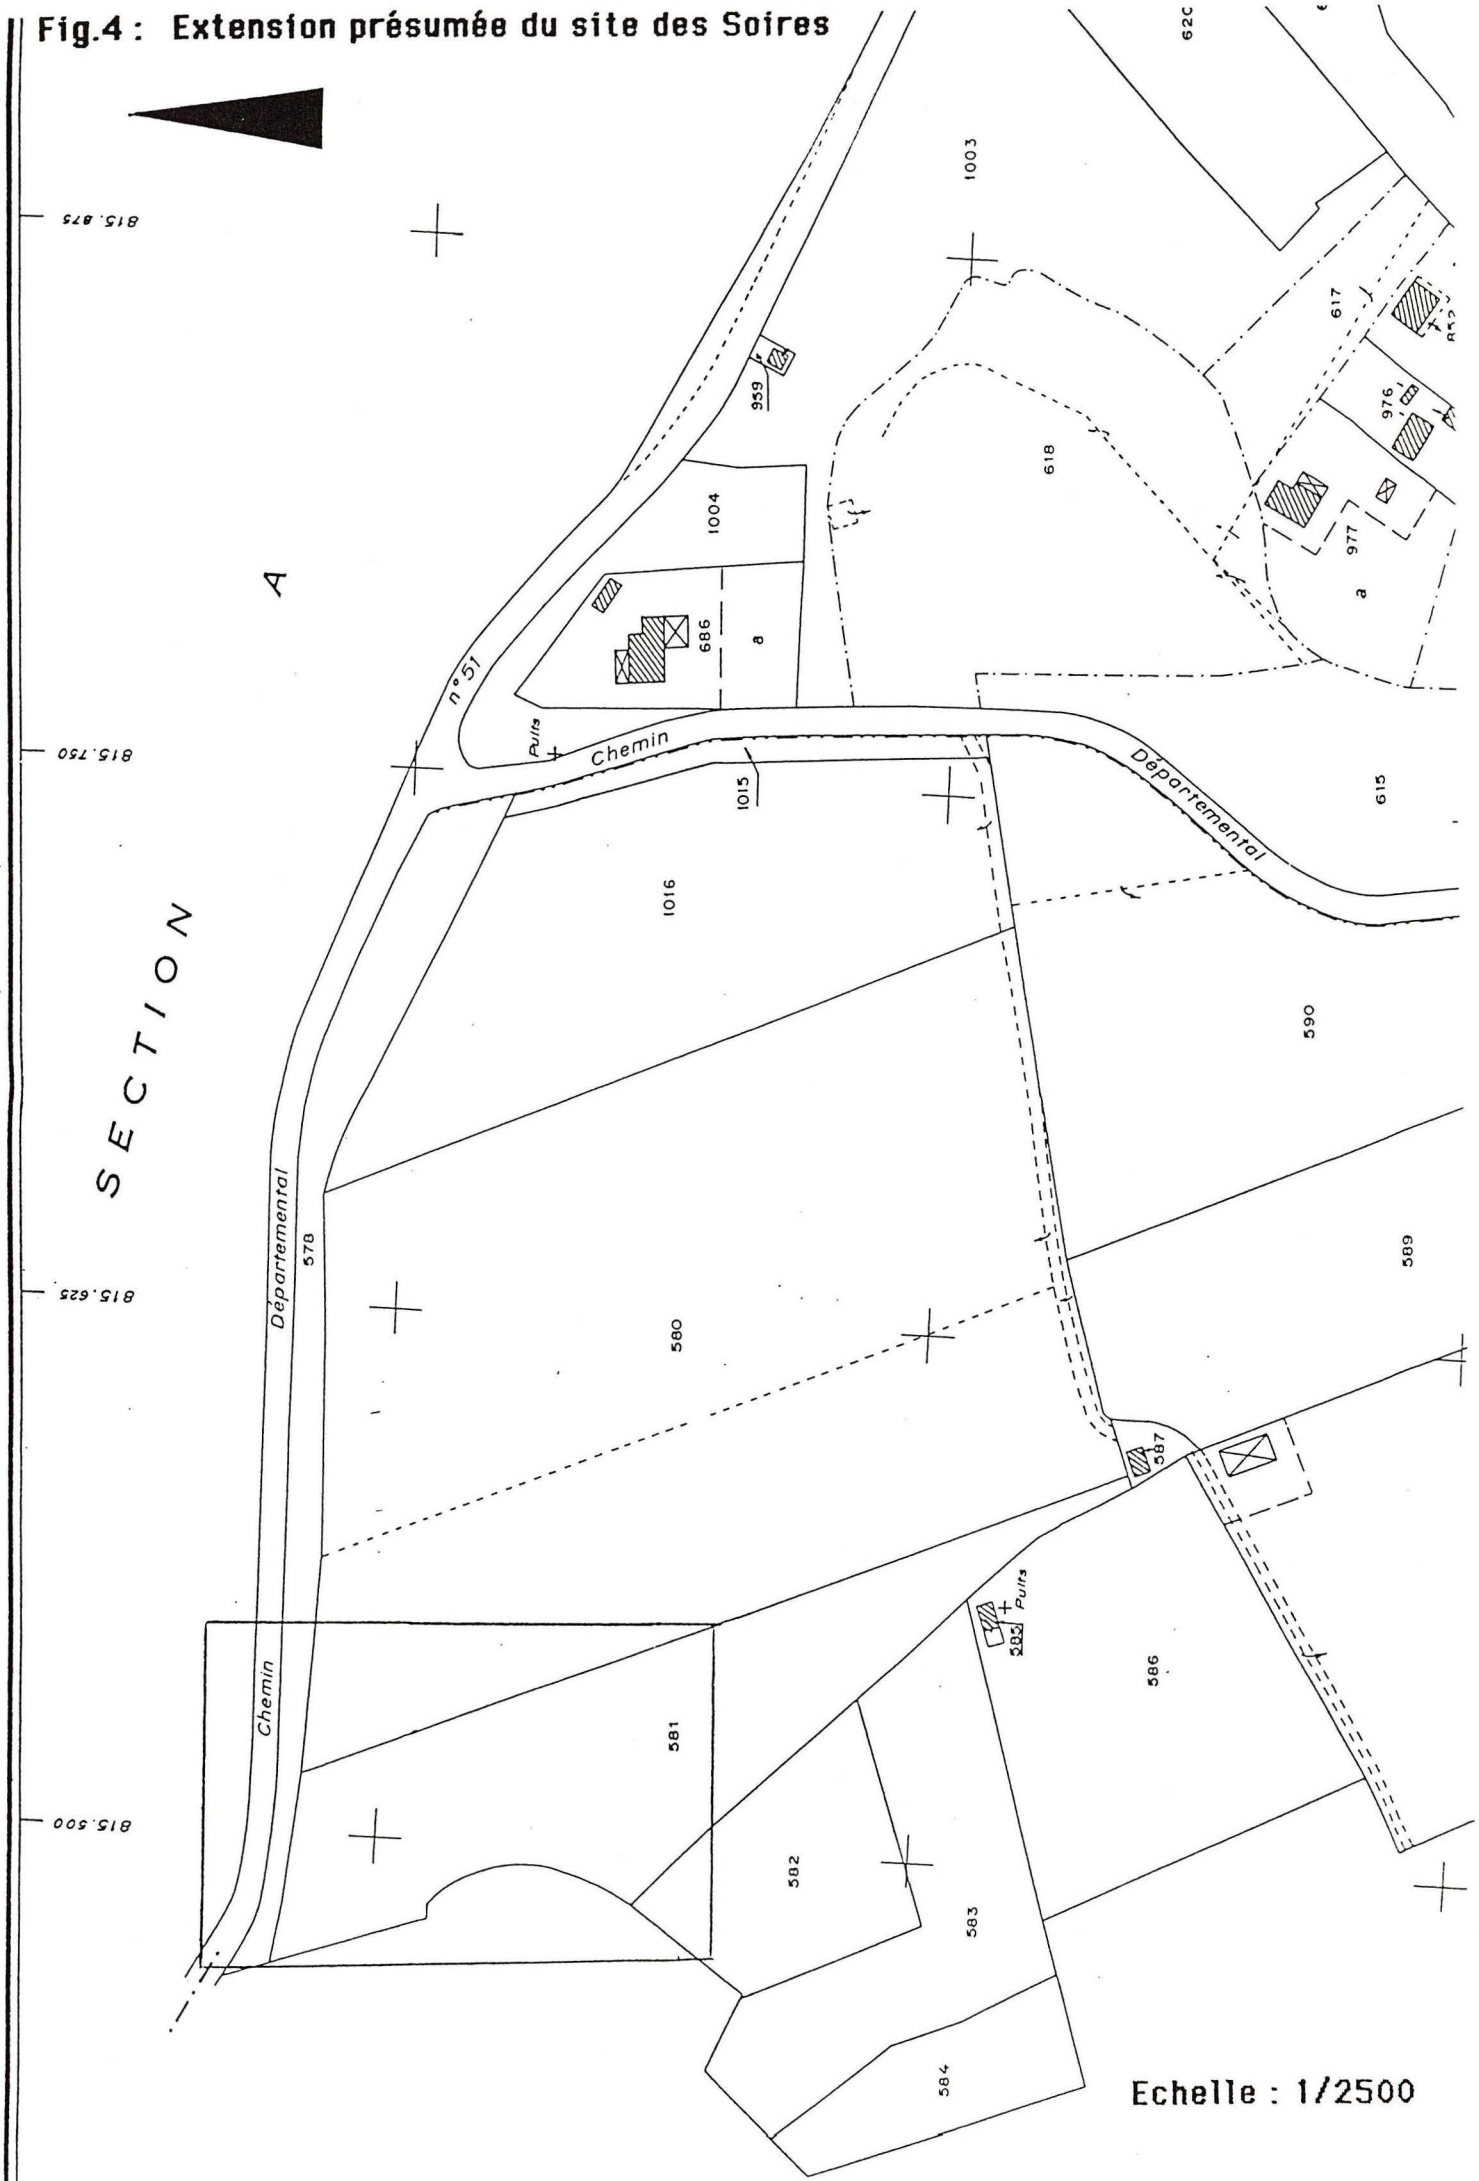 Fig.4 : Extension présumée du site des Soires
815.875
1003
617
959
976
618
1004
977
A
a
686
a
n°51
Puits
Chemin
815.750
1015
Départemental
615
1016
SECTION
590
Départemental
578
589
815.625
580
587
Puits
585
586
Chemin
581
815.500
582
583
584
Echelle : 1/2500